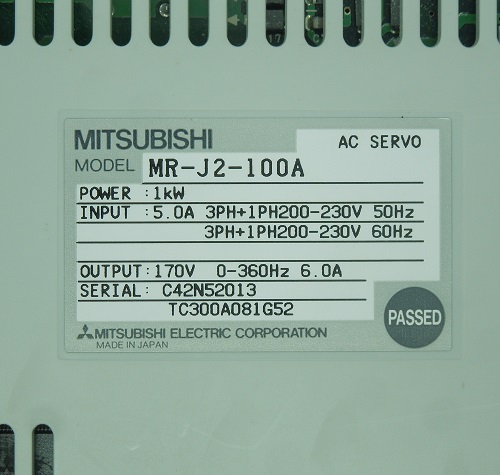 MITSUBISHI
AC SERVO
MODEL MR-J2-100A
POWER : 1kW
INPUT : 5.0A 3PH+1PH200-230V 50Hz
3PH+1PH200-230V 60Hz
OUTPUT: 170V 0-360Hz 6.0A
SERIAL: C42N52013
TC300A081G52
PASSED
MITSUBISHI ELECTRIC CORPORATION
MADE IN JAPAN